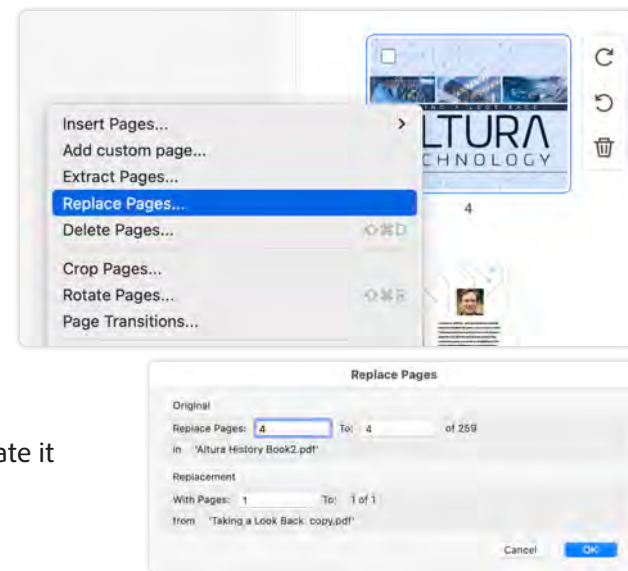 Insert Pages... >
Add custom page...
Extract Pages...
Replace Pages...
Delete Pages... ⇧⌘D
Crop Pages...
Rotate Pages... ⇧⌘R
Page Transitions...
A LOOK BACK
LTURA
CHNOLOGY
4
ate it
Replace Pages
Original
Replace Pages: 4 To: 4 of 259
in 'Altura History Book2.pdf'
Replacement
With Pages: 1 To: 1 of 1
from 'Taking a Look Back copy.pdf'
Cancel OK